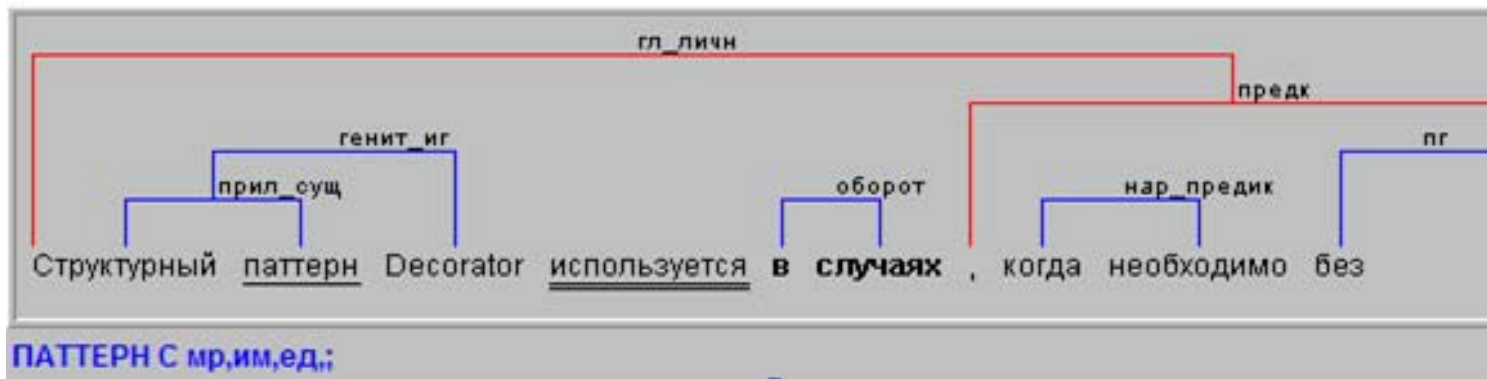 гл_личн
предк
генит_иг
пг
прил_сущ
оборот
нар_предик
Структурный паттерн Decorator используется в случаях , когда необходимо без
ПАТТЕРН С мр,им,ед,;